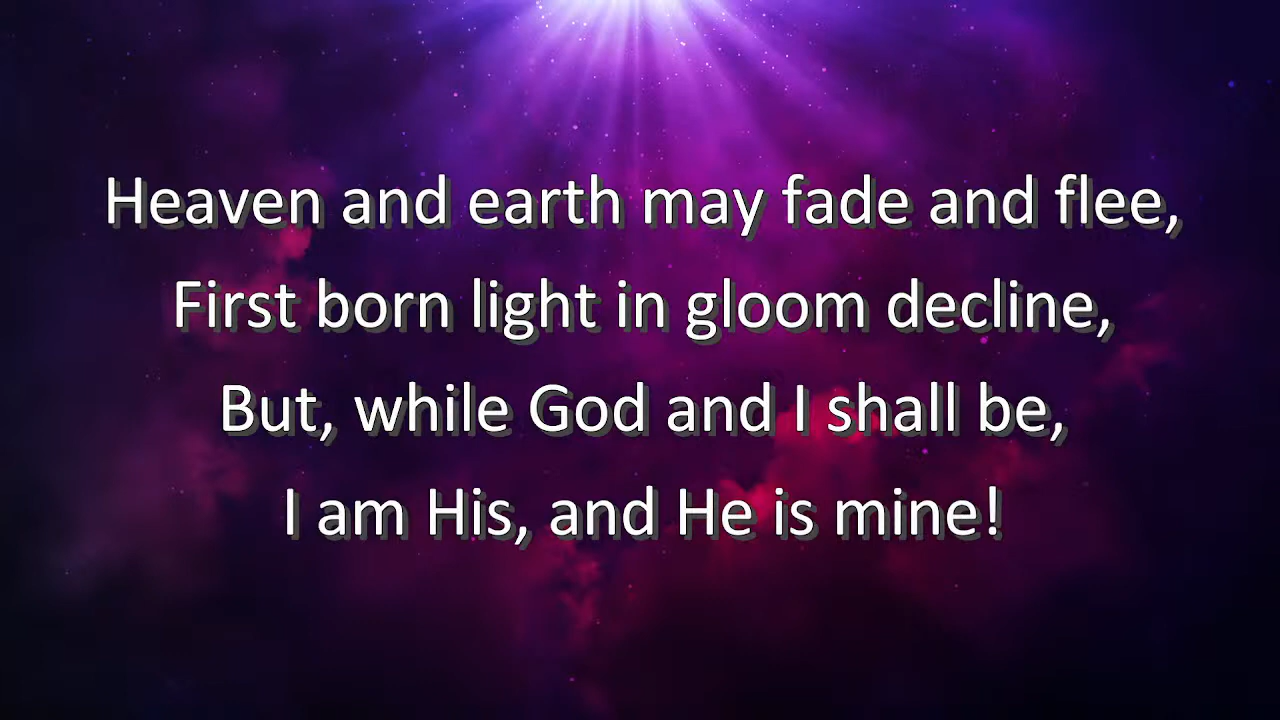 Heaven and earth may fade and flee,
First born light in gloom decline,
But, while God and I shall be,
I am His, and He is mine!